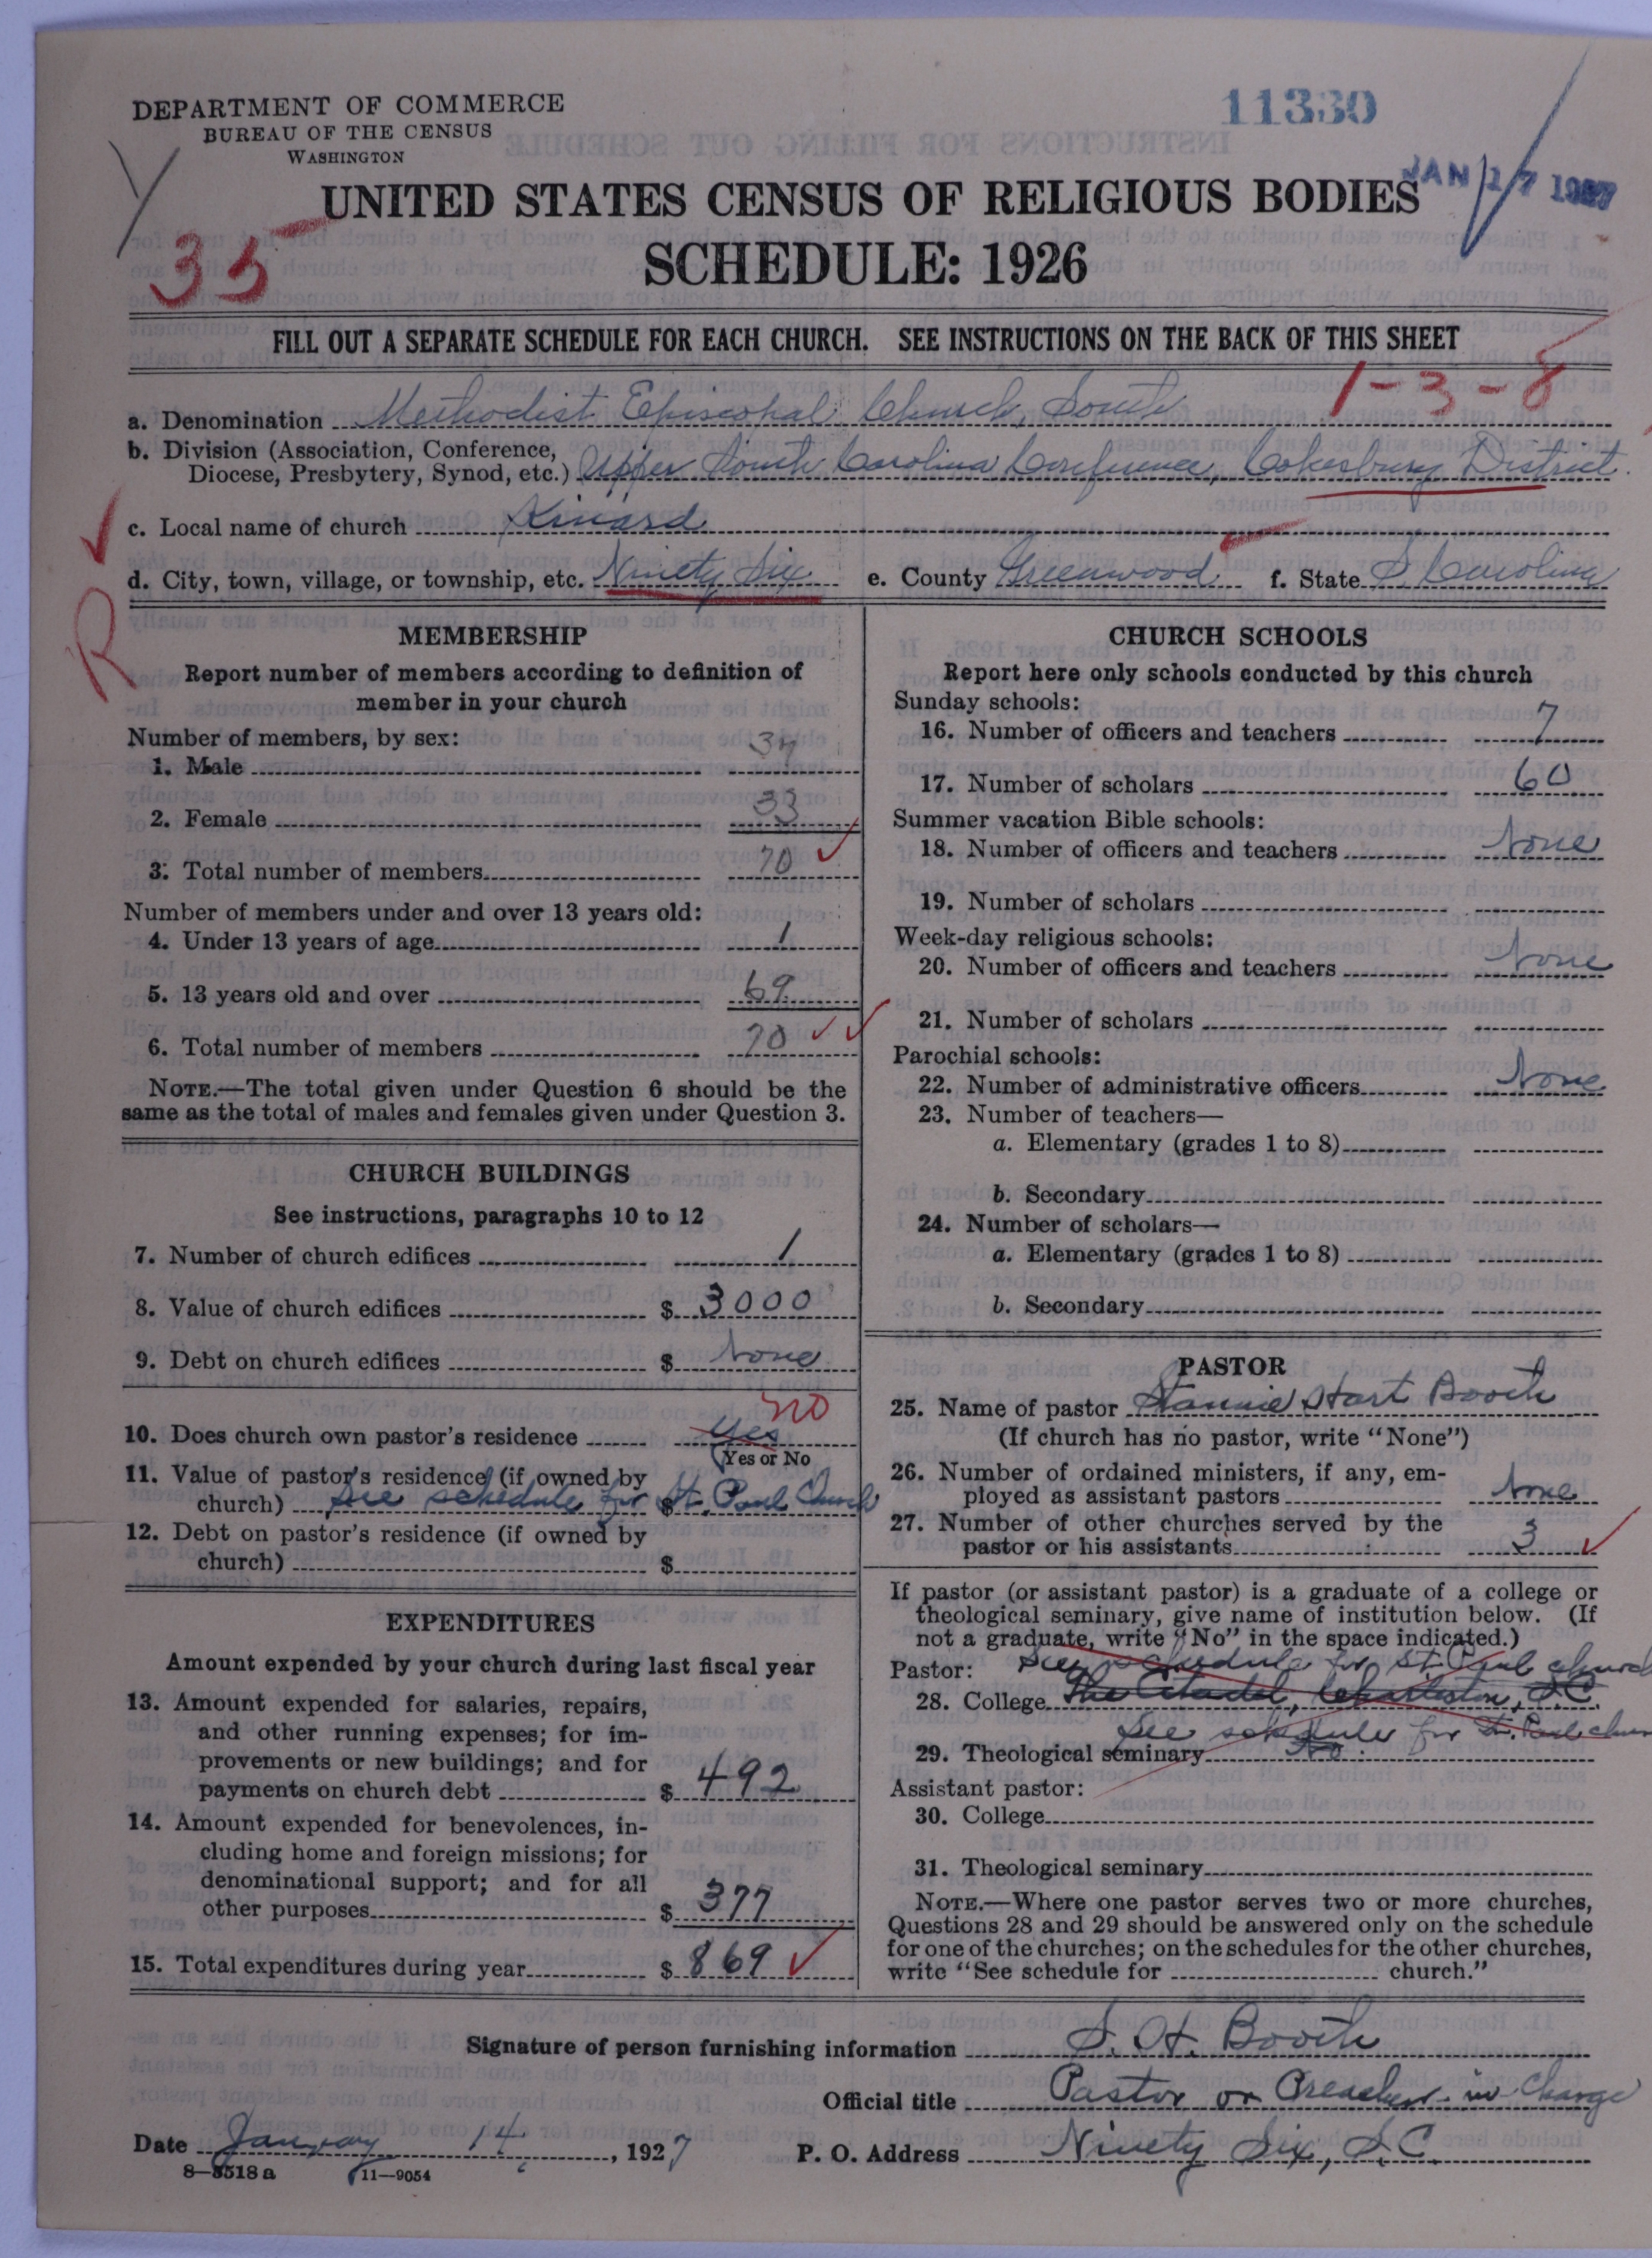 DEPARTMENT OF COMMERCE
BUREAU OF THE CENSUS
WASHINGTON
11330
JAN 17 1927
UNITED STATES CENSUS OF RELIGIOUS BODIES
SCHEDULE: 1926
35
FILL OUT A SEPARATE SCHEDULE FOR EACH CHURCH. SEE INSTRUCTIONS ON THE BACK OF THIS SHEET
1-3-8
a. Denomination Methodist Episcopal Church, South
b. Division (Association, Conference,
Diocese, Presbytery, Synod, etc.) Upper South Carolina Conference, Cokesbury District.
c. Local name of church Kinard
d. City, town, village, or township, etc. Ninety Six e. County Greenwood f. State S. Carolina
R
MEMBERSHIP
Report number of members according to definition of
member in your church
Number of members, by sex:
1. Male 37
2. Female 33
3. Total number of members 70
Number of members under and over 13 years old:
4. Under 13 years of age 1
5. 13 years old and over 69
6. Total number of members 70
NOTE.—The total given under Question 6 should be the
same as the total of males and females given under Question 3.
CHURCH BUILDINGS
See instructions, paragraphs 10 to 12
7. Number of church edifices 1
8. Value of church edifices $ 3000
9. Debt on church edifices $ None
10. Does church own pastor's residence Yes no
(Yes or No
11. Value of pastor's residence (if owned by
church) See schedule for $ St. Paul Church
12. Debt on pastor's residence (if owned by
church) $
EXPENDITURES
Amount expended by your church during last fiscal year
13. Amount expended for salaries, repairs,
and other running expenses; for im-
provements or new buildings; and for
payments on church debt $ 492
14. Amount expended for benevolences, in-
cluding home and foreign missions; for
denominational support; and for all
other purposes $ 377
15. Total expenditures during year $ 869
CHURCH SCHOOLS
Report here only schools conducted by this church
Sunday schools:
16. Number of officers and teachers 7
17. Number of scholars 60
Summer vacation Bible schools:
18. Number of officers and teachers None
19. Number of scholars
Week-day religious schools:
20. Number of officers and teachers None
21. Number of scholars
Parochial schools:
22. Number of administrative officers None
23. Number of teachers—
a. Elementary (grades 1 to 8)
b. Secondary
24. Number of scholars—
a. Elementary (grades 1 to 8)
b. Secondary
PASTOR
25. Name of pastor Hart Booth
(If church has no pastor, write "None")
26. Number of ordained ministers, if any, em-
ployed as assistant pastors None
27. Number of other churches served by the
pastor or his assistants 3
If pastor (or assistant pastor) is a graduate of a college or
theological seminary, give name of institution below. (If
not a graduate, write "No" in the space indicated.)
Pastor: See schedule for St. Paul church
28. College The Citadel, Charleston, S.C.
See schedule for St. Paul chur
29. Theological seminary No
Assistant pastor:
30. College
31. Theological seminary
NOTE.—Where one pastor serves two or more churches,
Questions 28 and 29 should be answered only on the schedule
for one of the churches; on the schedules for the other churches,
write "See schedule for church."
Signature of person furnishing information S. H. Booth
Official title Pastor or Preacher in Charge
Date January 14, 1927 P. O. Address Ninety Six, S.C.
8—8518 a 11—9054